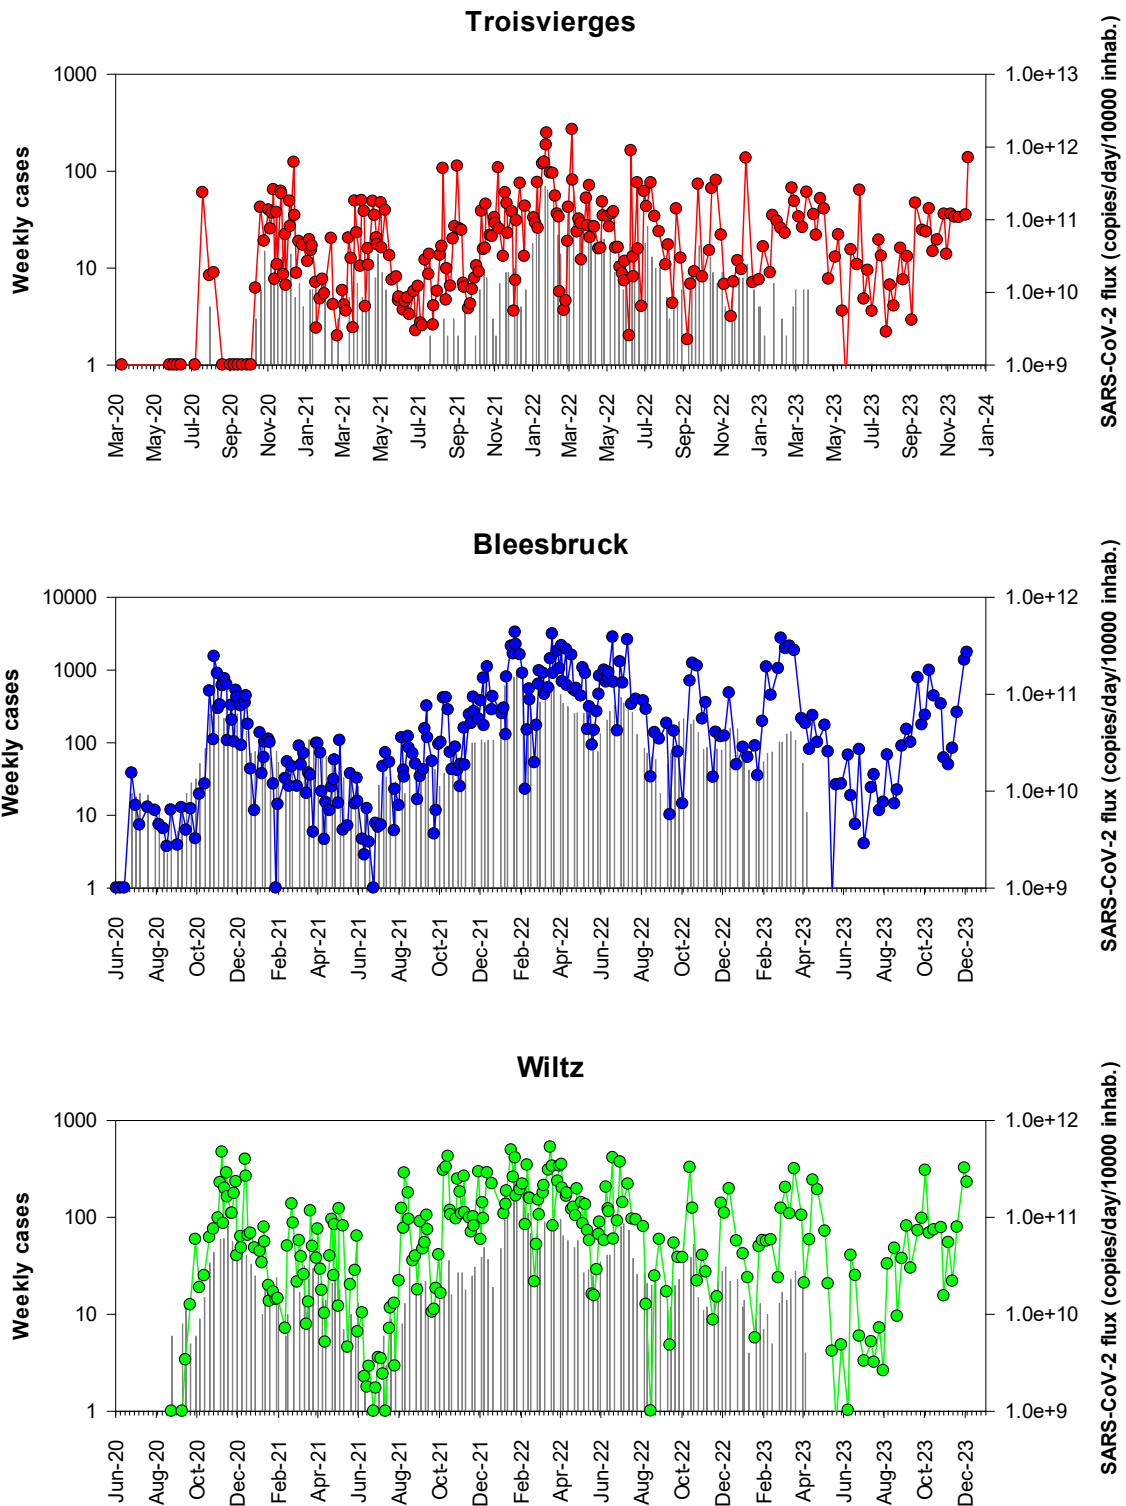 Troisvierges
Weekly cases
1000
100
10
1
1.0e+13
1.0e+12
1.0e+11
1.0e+10
1.0e+9
SARS-CoV-2 flux (copies/day/10000 inhab.)
Mar-20
May-20
Jul-20
Sep-20
Nov-20
Jan-21
Mar-21
May-21
Jul-21
Sep-21
Nov-21
Jan-22
Mar-22
May-22
Jul-22
Sep-22
Nov-22
Jan-23
Mar-23
May-23
Jul-23
Sep-23
Nov-23
Jan-24
Bleesbruck
Weekly cases
10000
1000
100
10
1
1.0e+12
1.0e+11
1.0e+10
1.0e+9
SARS-CoV-2 flux (copies/day/10000 inhab.)
Jun-20
Aug-20
Oct-20
Dec-20
Feb-21
Apr-21
Jun-21
Aug-21
Oct-21
Dec-21
Feb-22
Apr-22
Jun-22
Aug-22
Oct-22
Dec-22
Feb-23
Apr-23
Jun-23
Aug-23
Oct-23
Dec-23
Wiltz
Weekly cases
1000
100
10
1
1.0e+12
1.0e+11
1.0e+10
1.0e+9
SARS-CoV-2 flux (copies/day/10000 inhab.)
Jun-20
Aug-20
Oct-20
Dec-20
Feb-21
Apr-21
Jun-21
Aug-21
Oct-21
Dec-21
Feb-22
Apr-22
Jun-22
Aug-22
Oct-22
Dec-22
Feb-23
Apr-23
Jun-23
Aug-23
Oct-23
Dec-23